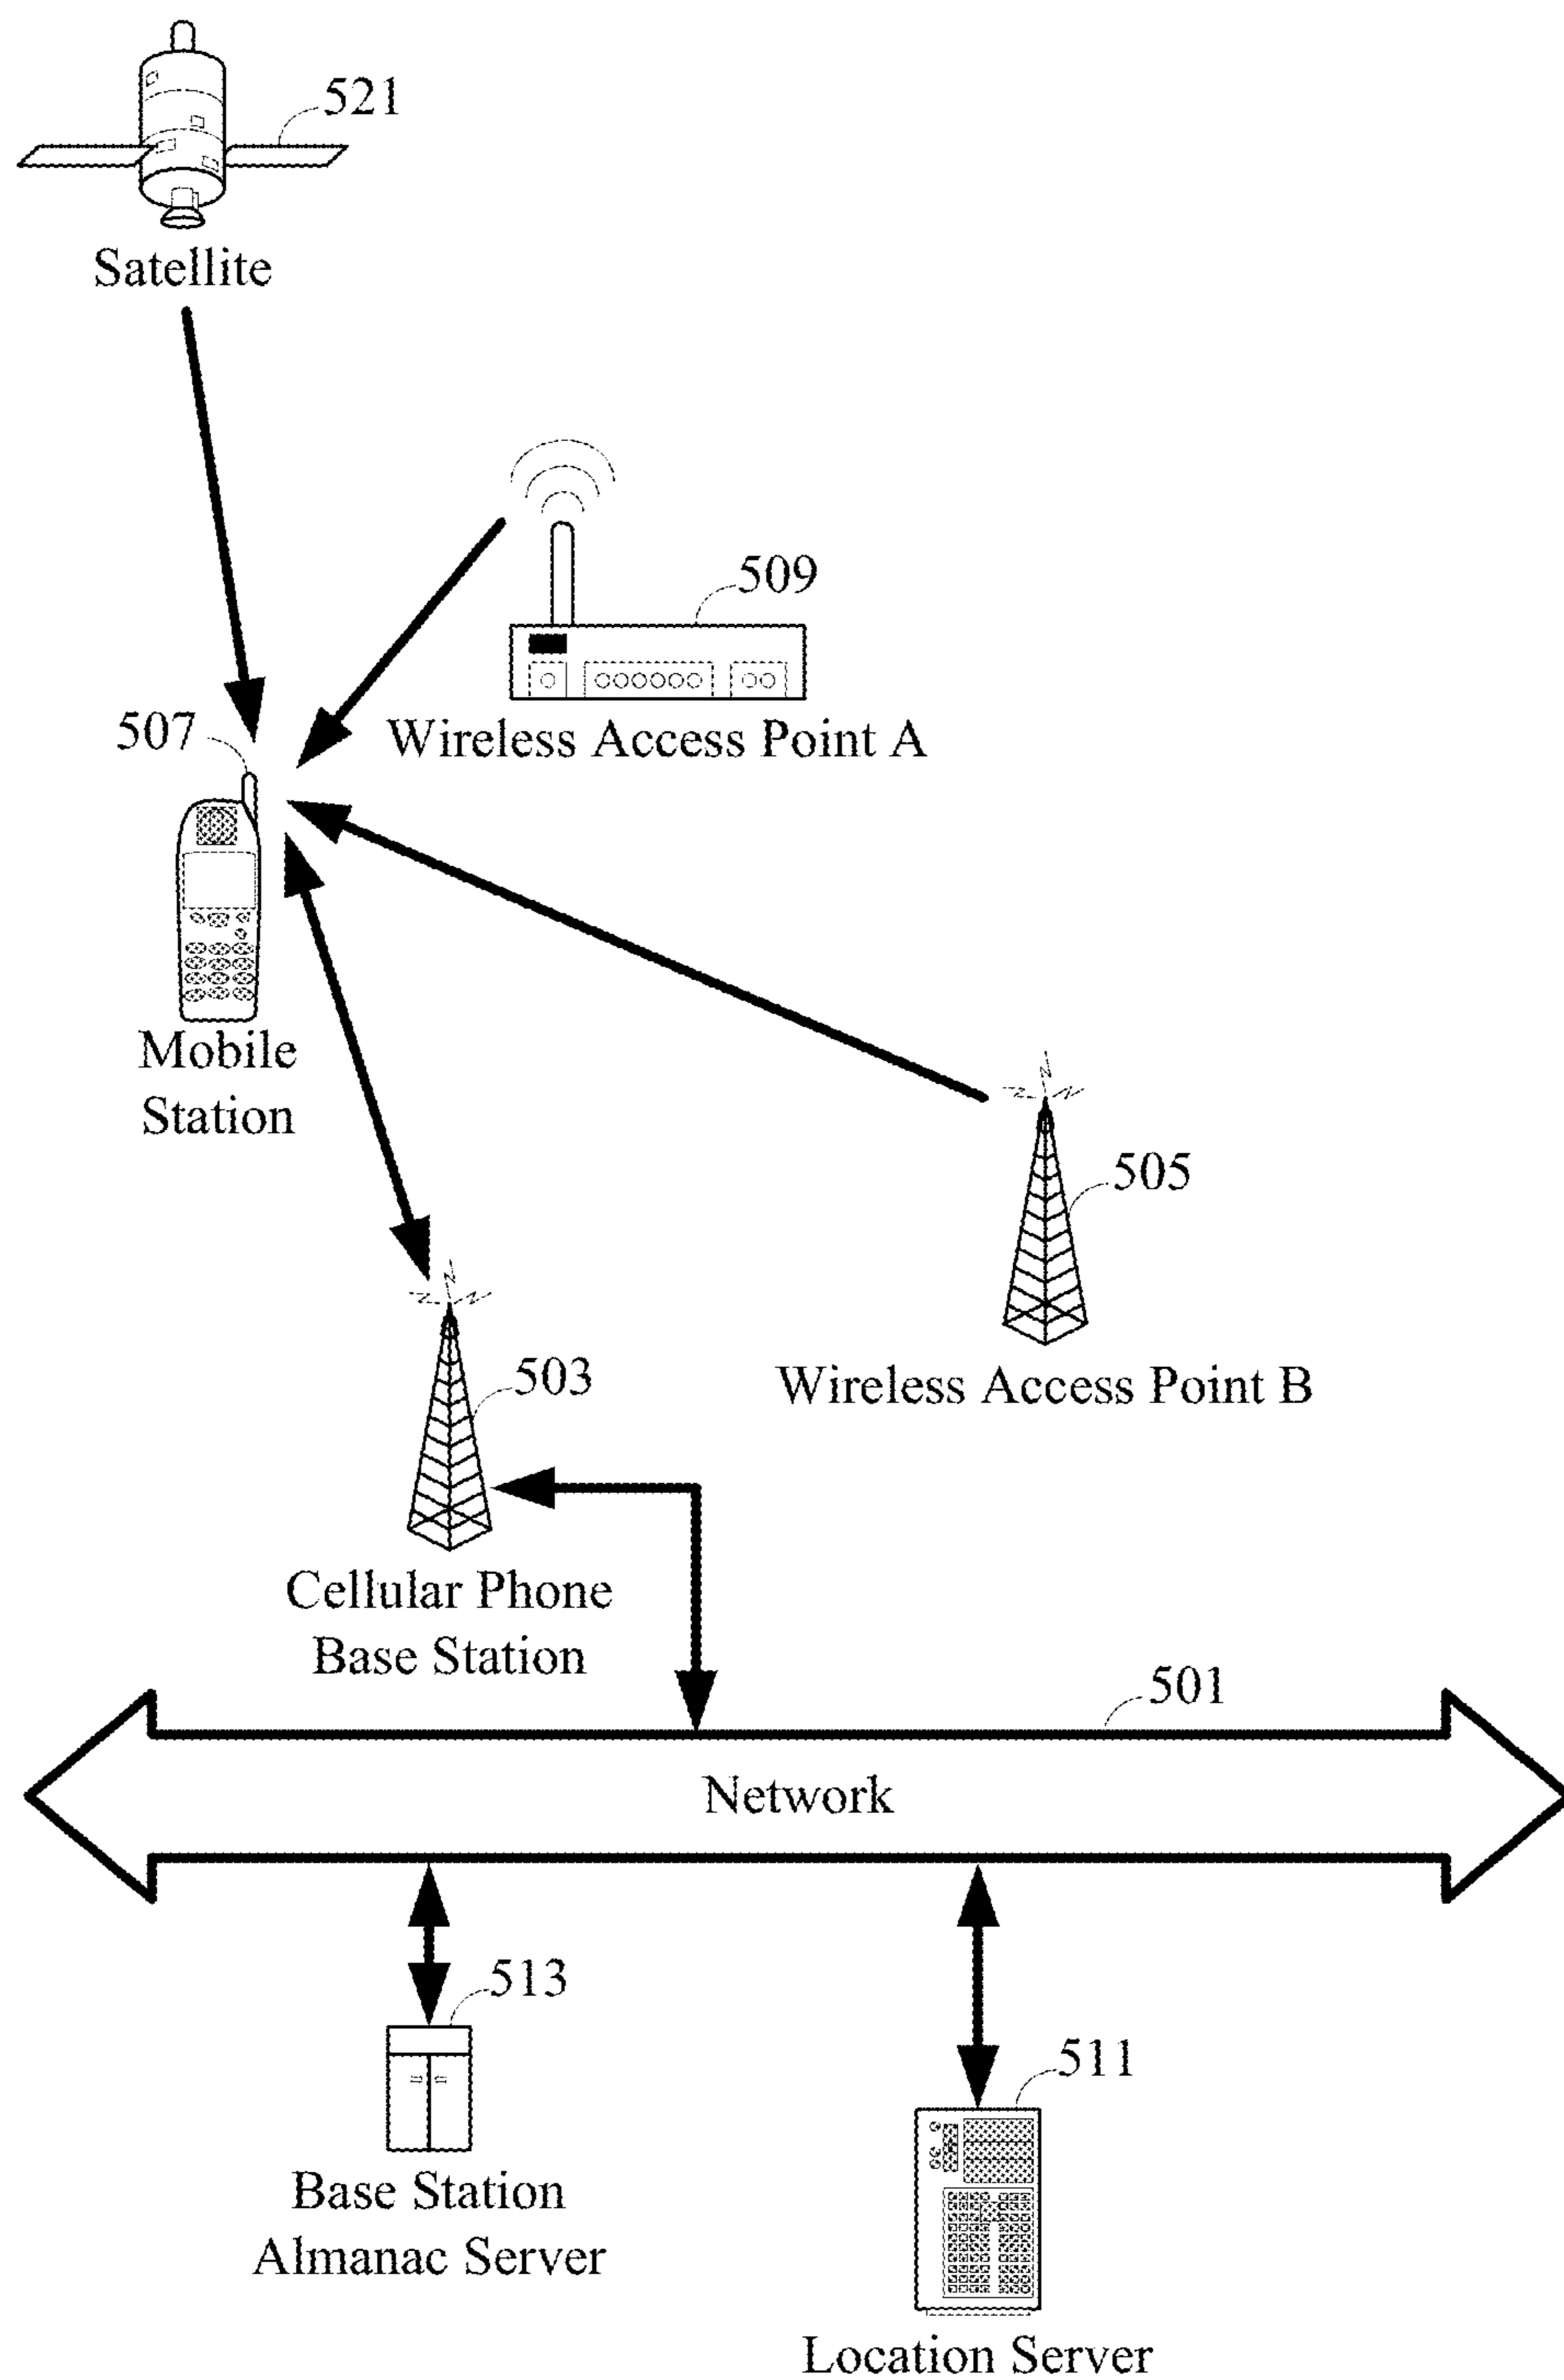 521
Satellite
509
Wireless Access Point A
507
Mobile
Station
505
Wireless Access Point B
503
Cellular Phone
Base Station
501
Network
513
Base Station
Almanac Server
511
Location Server